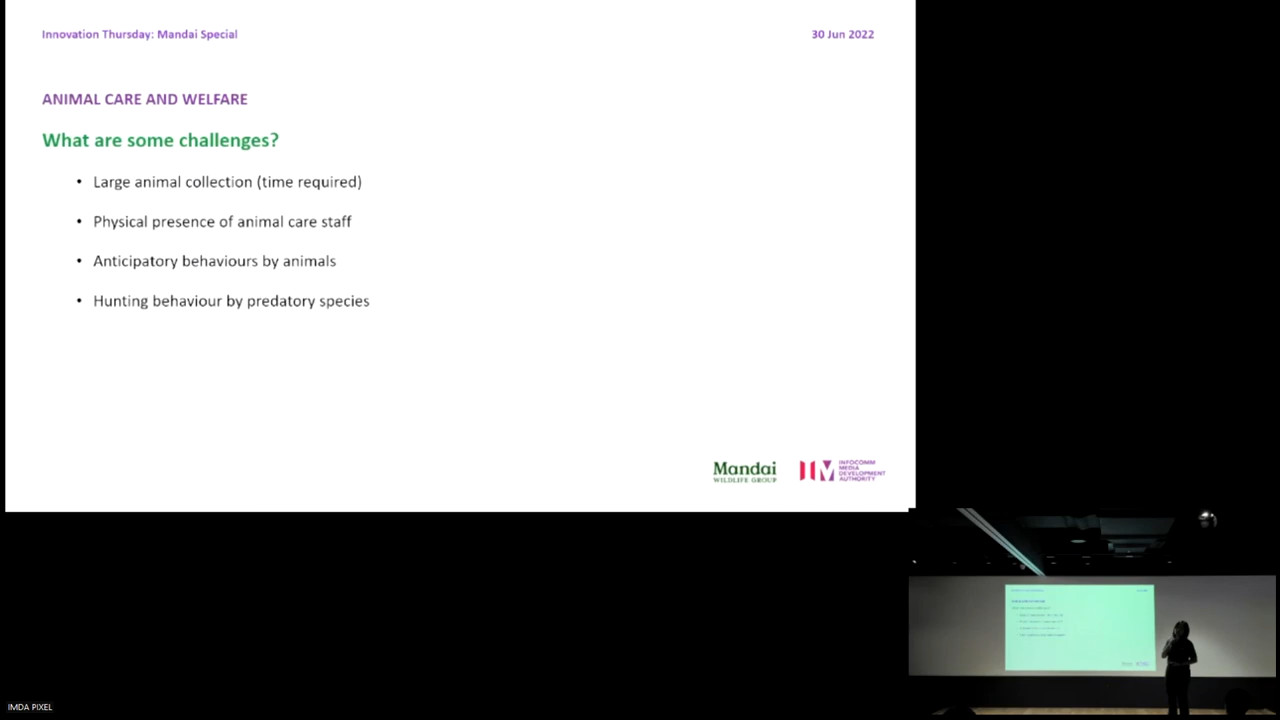 Innovation Thursday: Mandai Special
30 Jun 2022
ANIMAL CARE AND WELFARE
What are some challenges?
• Large animal collection (time required)
• Physical presence of animal care staff
• Anticipatory behaviours by animals
• Hunting behaviour by predatory species
Mandai
WILDLIFE GROUP
INFOCOMM
MEDIA
DEVELOPMENT
AUTHORITY
IMDA PIXEL